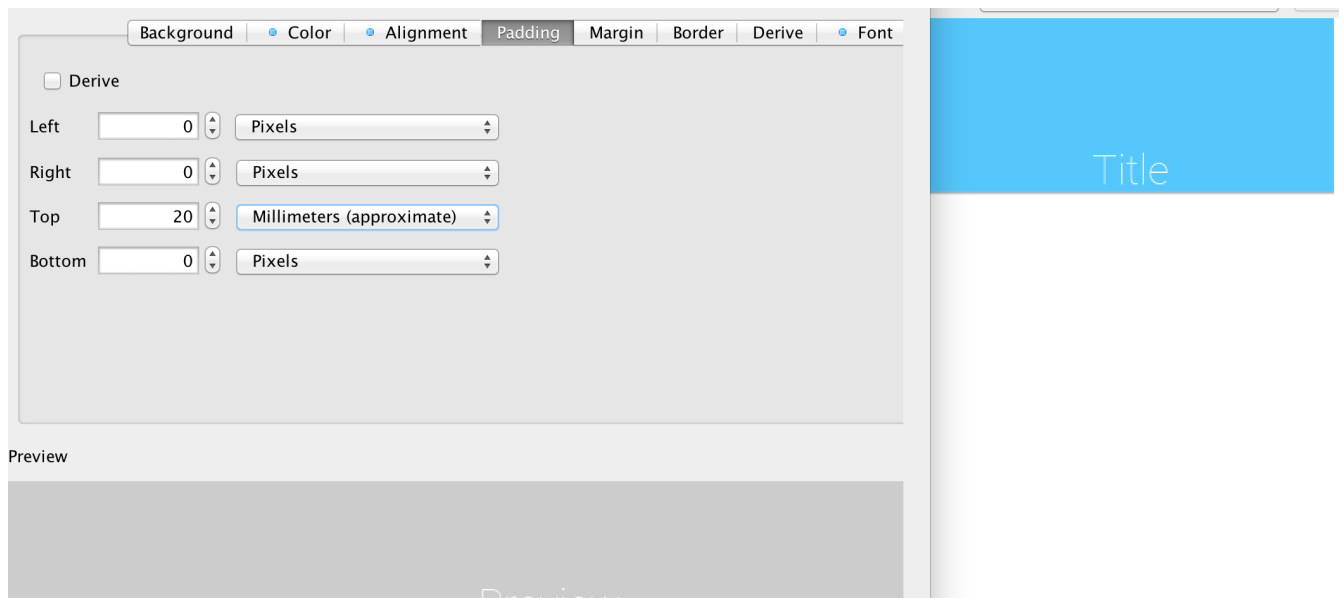 Background Color Alignment Padding Margin Border Derive Font
Derive
Left 0 Pixels
Right 0 Pixels
Top 20 Millimeters (approximate)
Bottom 0 Pixels
Preview
Preview
Title